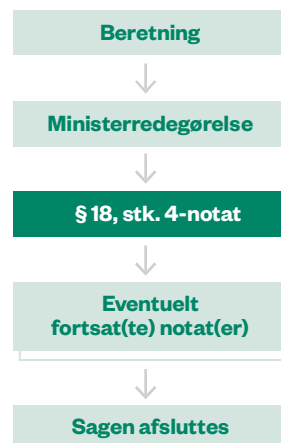 Beretning
Ministerredegørelse
§ 18, stk. 4-notat
Eventuelt
fortsat(te) notat(er)
Sagen afsluttes